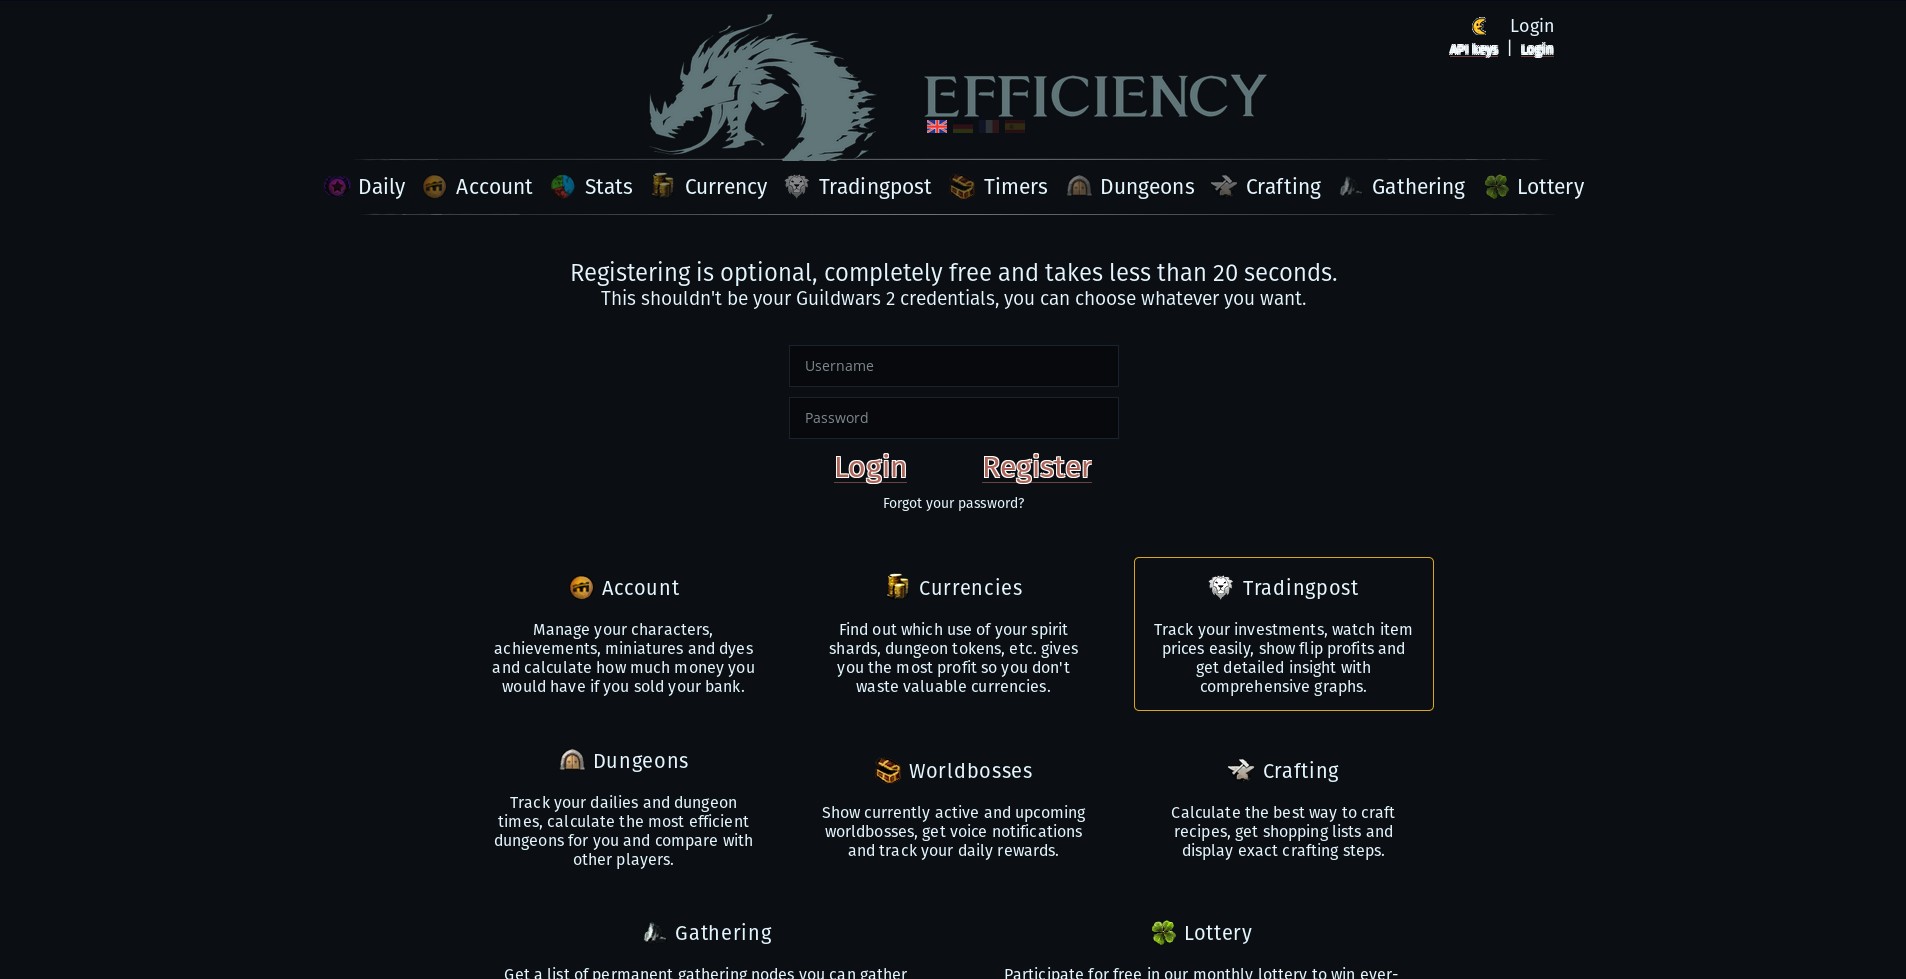 Login
API keys | Login
EFFICIENCY
Daily Account Stats Currency Tradingpost Timers Dungeons Crafting Gathering Lottery
Registering is optional, completely free and takes less than 20 seconds.
This shouldn't be your Guildwars 2 credentials, you can choose whatever you want.
Username
Password
Login Register
Forgot your password?
Account
Manage your characters,
achievements, miniatures and dyes
and calculate how much money you
would have if you sold your bank.
Currencies
Find out which use of your spirit
shards, dungeon tokens, etc. gives
you the most profit so you don't
waste valuable currencies.
Tradingpost
Track your investments, watch item
prices easily, show flip profits and
get detailed insight with
comprehensive graphs.
Dungeons
Track your dailies and dungeon
times, calculate the most efficient
dungeons for you and compare with
other players.
Worldbosses
Show currently active and upcoming
worldbosses, get voice notifications
and track your daily rewards.
Crafting
Calculate the best way to craft
recipes, get shopping lists and
display exact crafting steps.
Gathering
Get a list of permanent gathering nodes you can gather
Lottery
Participate for free in our monthly lottery to win ever-